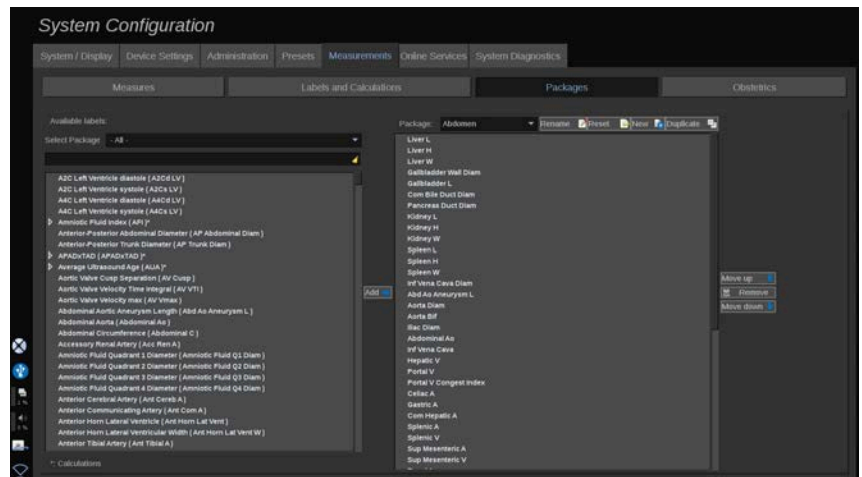 System Configuration
System / Display Device Settings Administration Presets Measurements Online Services System Diagnostics
Measures Labels and Calculations Packages Obstetrics
Available labels:
Select Package - All -
A2C Left Ventricle diastole ( A2Cd LV )
A2C Left Ventricle systole ( A2Cs LV )
A4C Left Ventricle diastole ( A4Cd LV )
A4C Left Ventricle systole ( A4Cs LV )
Amniotic Fluid Index ( AFI )*
Anterior-Posterior Abdominal Diameter ( AP Abdominal Diam )
Anterior-Posterior Trunk Diameter ( AP Trunk Diam )
APADxTAD ( APADxTAD )*
Average Ultrasound Age ( AUA )*
Aortic Valve Cusp Separation ( AV Cusp )
Aortic Valve Velocity Time Integral ( AV VTI )
Aortic Valve Velocity max ( AV Vmax )
Abdominal Aortic Aneurysm Length ( Abd Ao Aneurysm L )
Abdominal Aorta ( Abdominal Ao )
Abdominal Circumference ( Abdominal C )
Accessory Renal Artery ( Acc Ren A )
Amniotic Fluid Quadrant 1 Diameter ( Amniotic Fluid Q1 Diam )
Amniotic Fluid Quadrant 2 Diameter ( Amniotic Fluid Q2 Diam )
Amniotic Fluid Quadrant 3 Diameter ( Amniotic Fluid Q3 Diam )
Amniotic Fluid Quadrant 4 Diameter ( Amniotic Fluid Q4 Diam )
Anterior Cerebral Artery ( Ant Cereb A )
Anterior Communicating Artery ( Ant Com A )
Anterior Horn Lateral Ventricle ( Ant Horn Lat Vent )
Anterior Horn Lateral Ventricular Width ( Ant Horn Lat Vent W )
Anterior Tibial Artery ( Ant Tibial A )
*: Calculations
Add
Package: Abdomen Rename Reset New Duplicate
Liver L
Liver H
Liver W
Gallbladder Wall Diam
Gallbladder L
Com Bile Duct Diam
Pancreas Duct Diam
Kidney L
Kidney H
Kidney W
Spleen L
Spleen H
Spleen W
Inf Vena Cava Diam
Abd Ao Aneurysm L
Aorta Diam
Aorta Bif
Iliac Diam
Abdominal Ao
Inf Vena Cava
Hepatic V
Portal V
Portal V Congest Index
Celiac A
Gastric A
Com Hepatic A
Splenic A
Splenic V
Sup Mesenteric A
Sup Mesenteric V
Move up
Remove
Move down